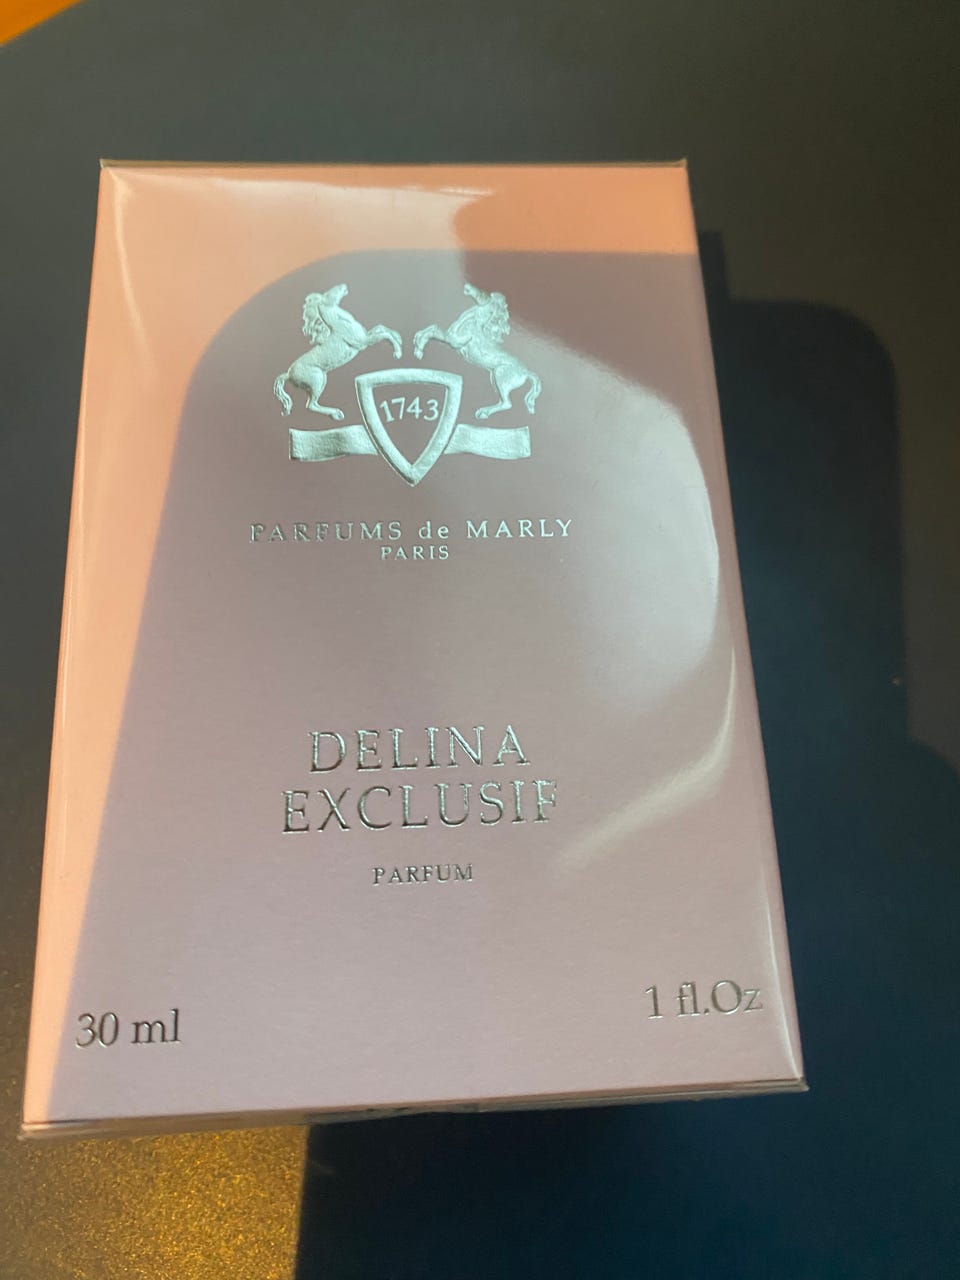 1743
PARFUMS de MARLY
PARIS
DELINA
EXCLUSIF
PARFUM
30 ml
1 fl.Oz